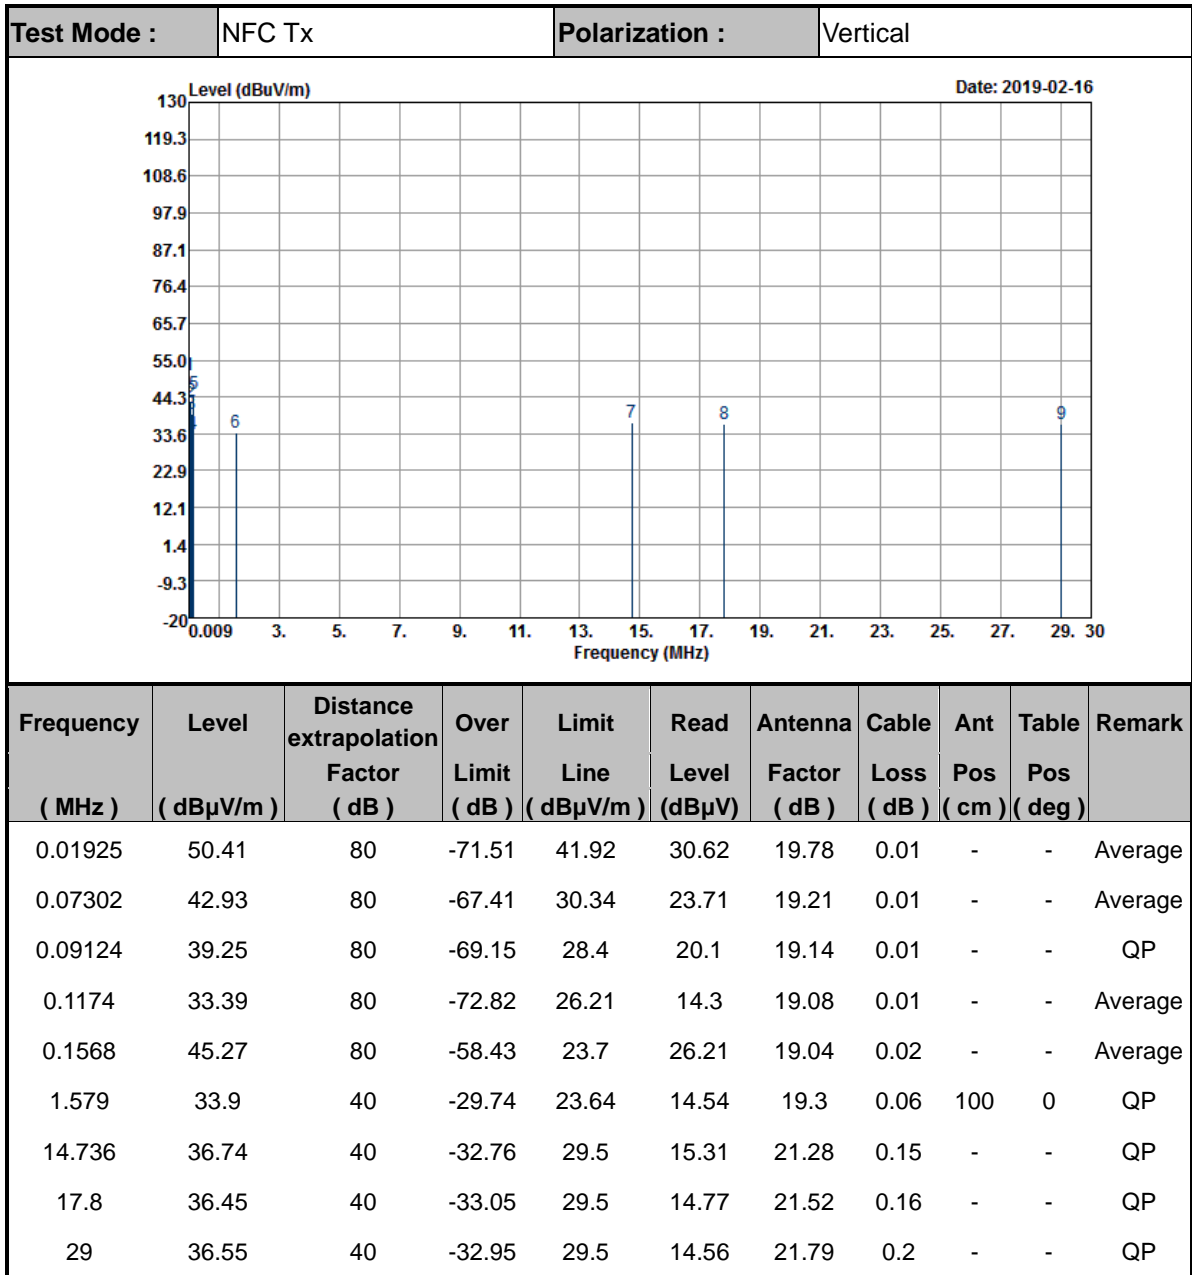 Test Mode : NFC Tx Polarization : Vertical
Level (dBuV/m) Date: 2019-02-16
130
119.3
108.6
97.9
87.1
76.4
65.7
55.0
44.3
33.6
22.9
12.1
1.4
-9.3
-20
5
6
7
8
9
0.009 3. 5. 7. 9. 11. 13. 15. 17. 19. 21. 23. 25. 27. 29. 30
Frequency (MHz)
Frequency Level Distance extrapolation Over Limit Read Antenna Cable Ant Table Remark
Factor Limit Line Level Factor Loss Pos Pos
( MHz ) ( dBµV/m ) ( dB ) ( dB ) ( dBµV/m ) (dBµV) ( dB ) ( dB ) ( cm ) ( deg )
0.01925 50.41 80 -71.51 41.92 30.62 19.78 0.01 - - Average
0.07302 42.93 80 -67.41 30.34 23.71 19.21 0.01 - - Average
0.09124 39.25 80 -69.15 28.4 20.1 19.14 0.01 - - QP
0.1174 33.39 80 -72.82 26.21 14.3 19.08 0.01 - - Average
0.1568 45.27 80 -58.43 23.7 26.21 19.04 0.02 - - Average
1.579 33.9 40 -29.74 23.64 14.54 19.3 0.06 100 0 QP
14.736 36.74 40 -32.76 29.5 15.31 21.28 0.15 - - QP
17.8 36.45 40 -33.05 29.5 14.77 21.52 0.16 - - QP
29 36.55 40 -32.95 29.5 14.56 21.79 0.2 - - QP